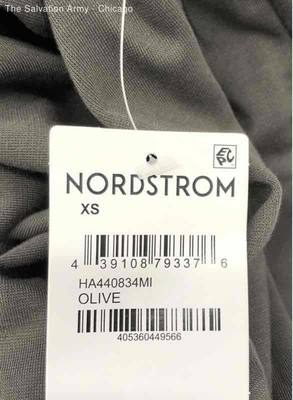 The Salvation Army - Chicago
NORDSTROM
XS
4 39108 79337 6
HA440834MI
OLIVE
405360449566